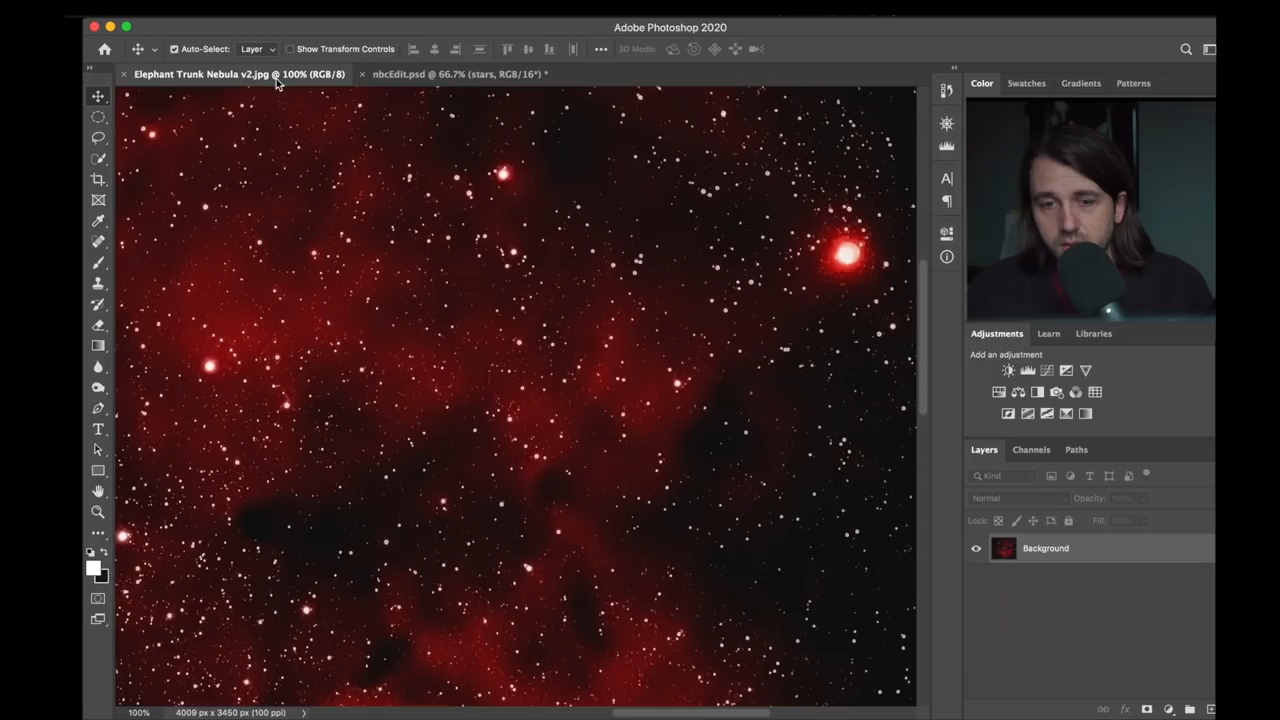 Adobe Photoshop 2020
Auto-Select: Layer Show Transform Controls 3D Mode:
Elephant Trunk Nebula v2.jpg @ 100% (RGB/8) nbcEdit.psd @ 66.7% (stars, RGB/16*) *
Color Swatches Gradients Patterns
Adjustments Learn Libraries
Add an adjustment
Layers Channels Paths
Kind
Normal Opacity: 100%
Lock: Fill: 100%
Background
100% 4009 px x 3450 px (100 ppi)